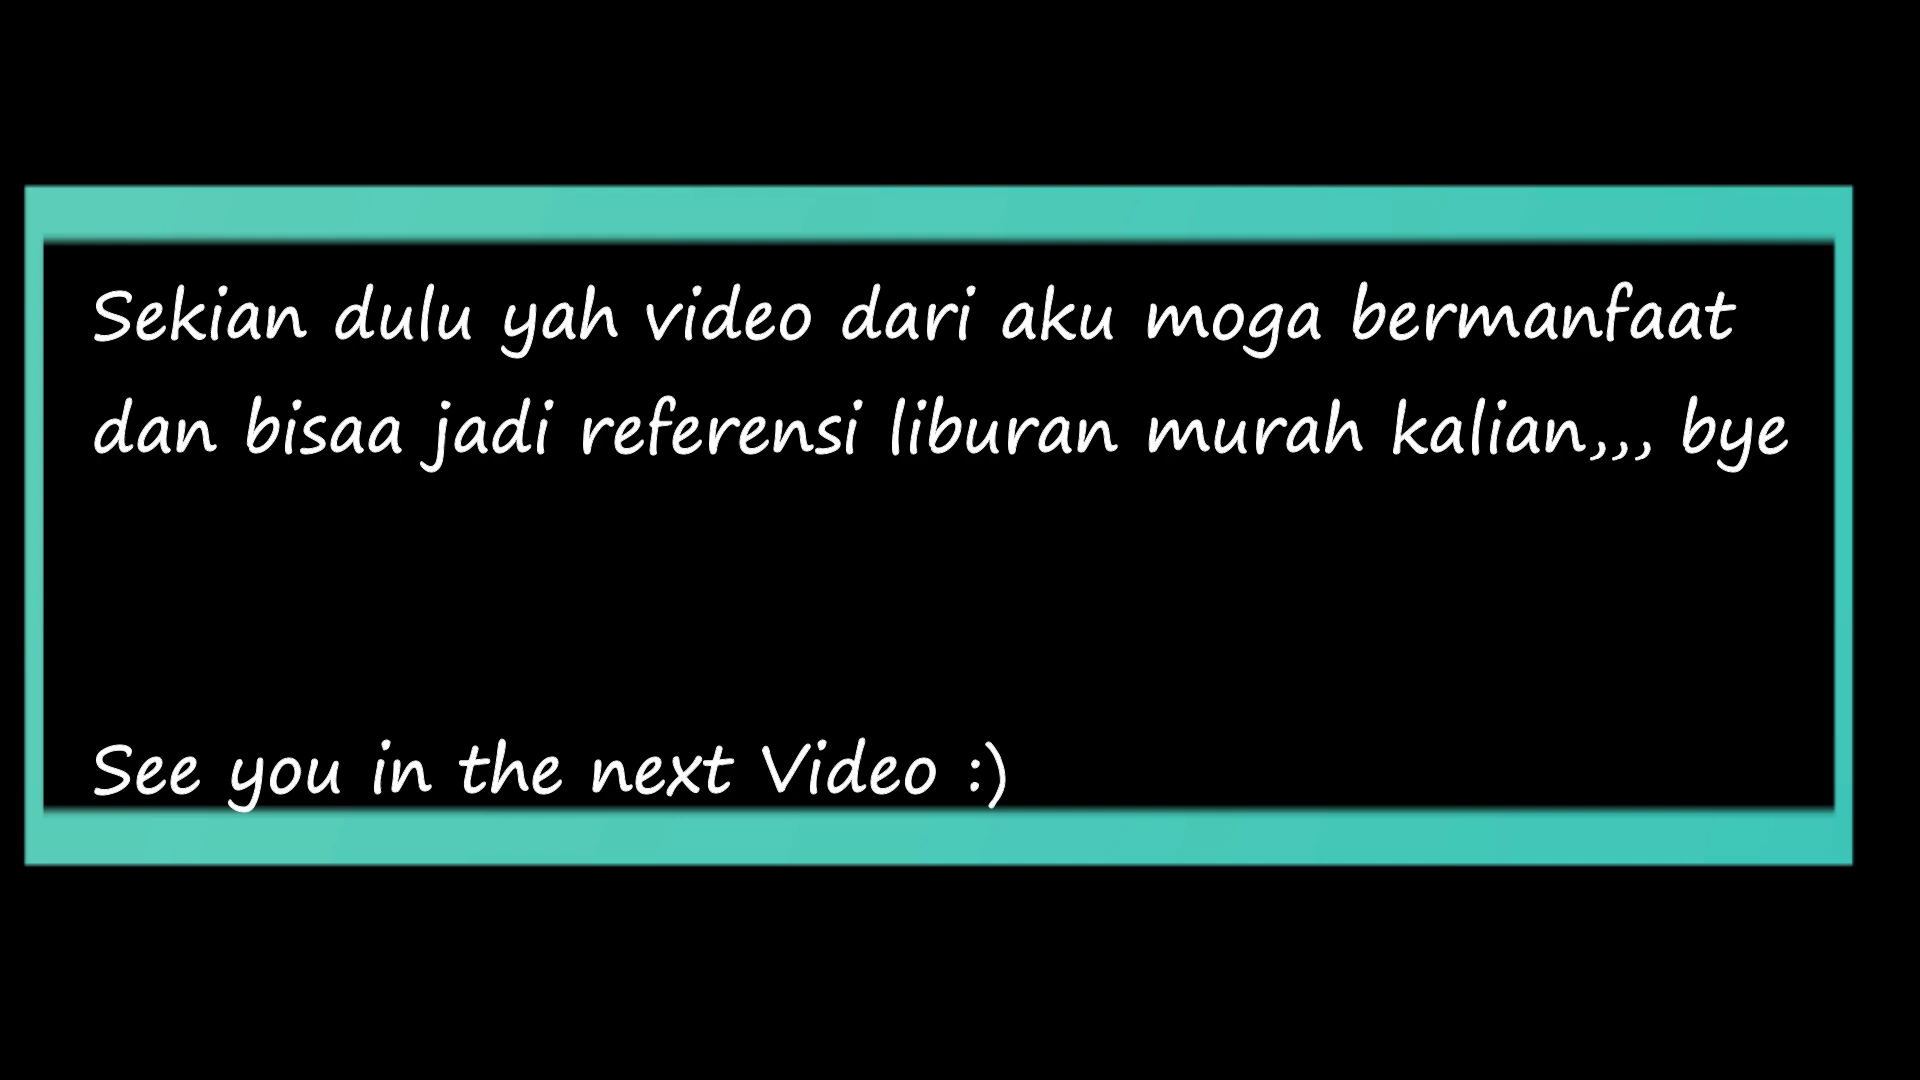 Sekian dulu yah video dari aku moga bermanfaat
dan bisaa jadi referensi liburan murah kalian,,, bye
See you in the next Video :)